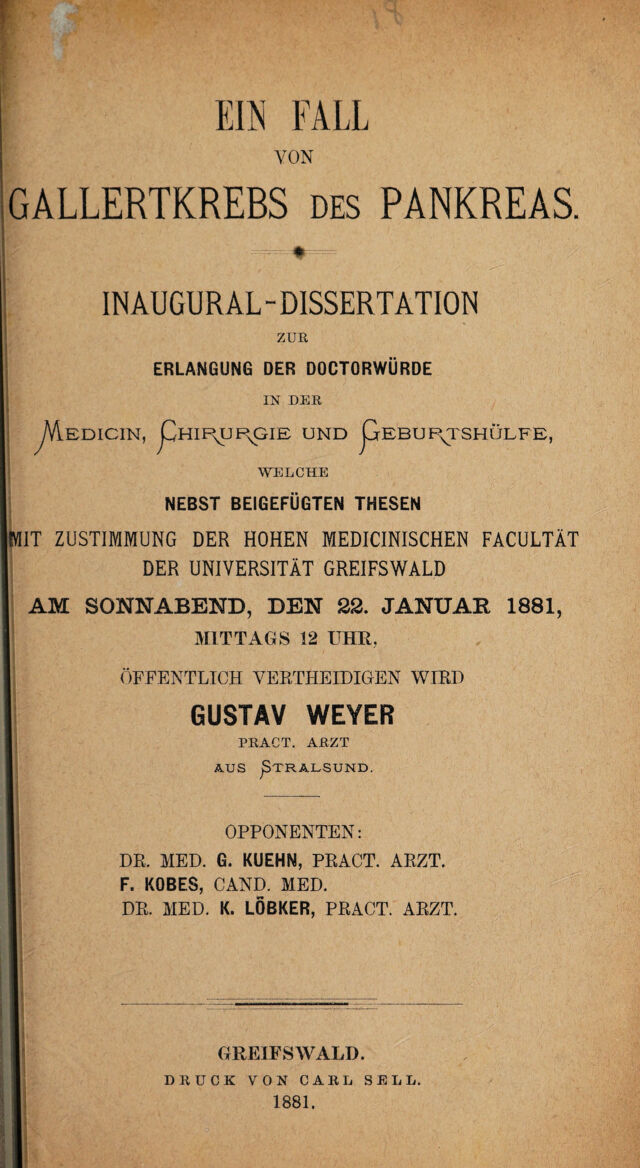 EIN FALL
VON
GALLERTKREBS DES PANKREAS.
INAUGURAL-DISSERTATION
ZUR
ERLANGUNG DER DOCTORWÜRDE
IN DER
MEDICIN, CHIRURGIE UND GEBURTSHÜLFE,
WELCHE
NEBST BEIGEFÜGTEN THESEN
MIT ZUSTIMMUNG DER HOHEN MEDICINISCHEN FACULTÄT
DER UNIVERSITÄT GREIFSWALD
AM SONNABEND, DEN 22. JANUAR 1881,
MITTAGS 12 UHR,
ÖFFENTLICH VERTHEIDIGEN WIRD
GUSTAV WEYER
PRACT. ARZT
AUS STRALSUND.
OPPONENTEN:
DR. MED. G. KUEHN, PRACT. ARZT.
F. KOBES, CAND. MED.
DR. MED. K. LÖBKER, PRACT. ARZT.
GREIFSWALD.
DRUCK VON CARL SELL.
1881.